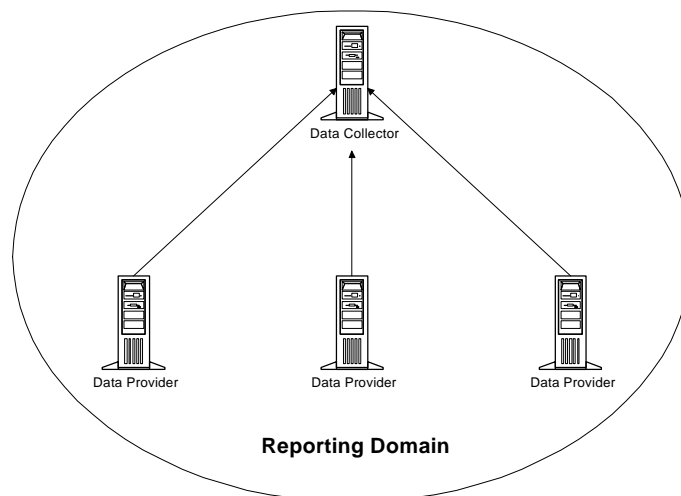 Data Collector
Data Provider
Data Provider
Data Provider
Reporting Domain